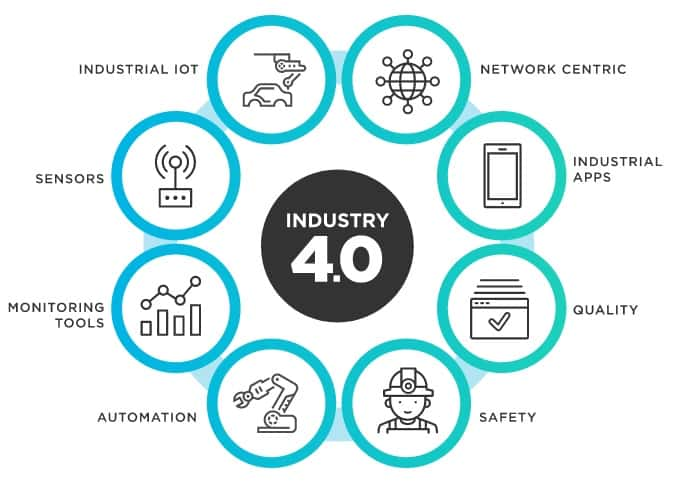 INDUSTRIAL IOT
NETWORK CENTRIC
SENSORS
INDUSTRIAL
APPS
INDUSTRY
4.0
MONITORING
TOOLS
QUALITY
AUTOMATION
SAFETY